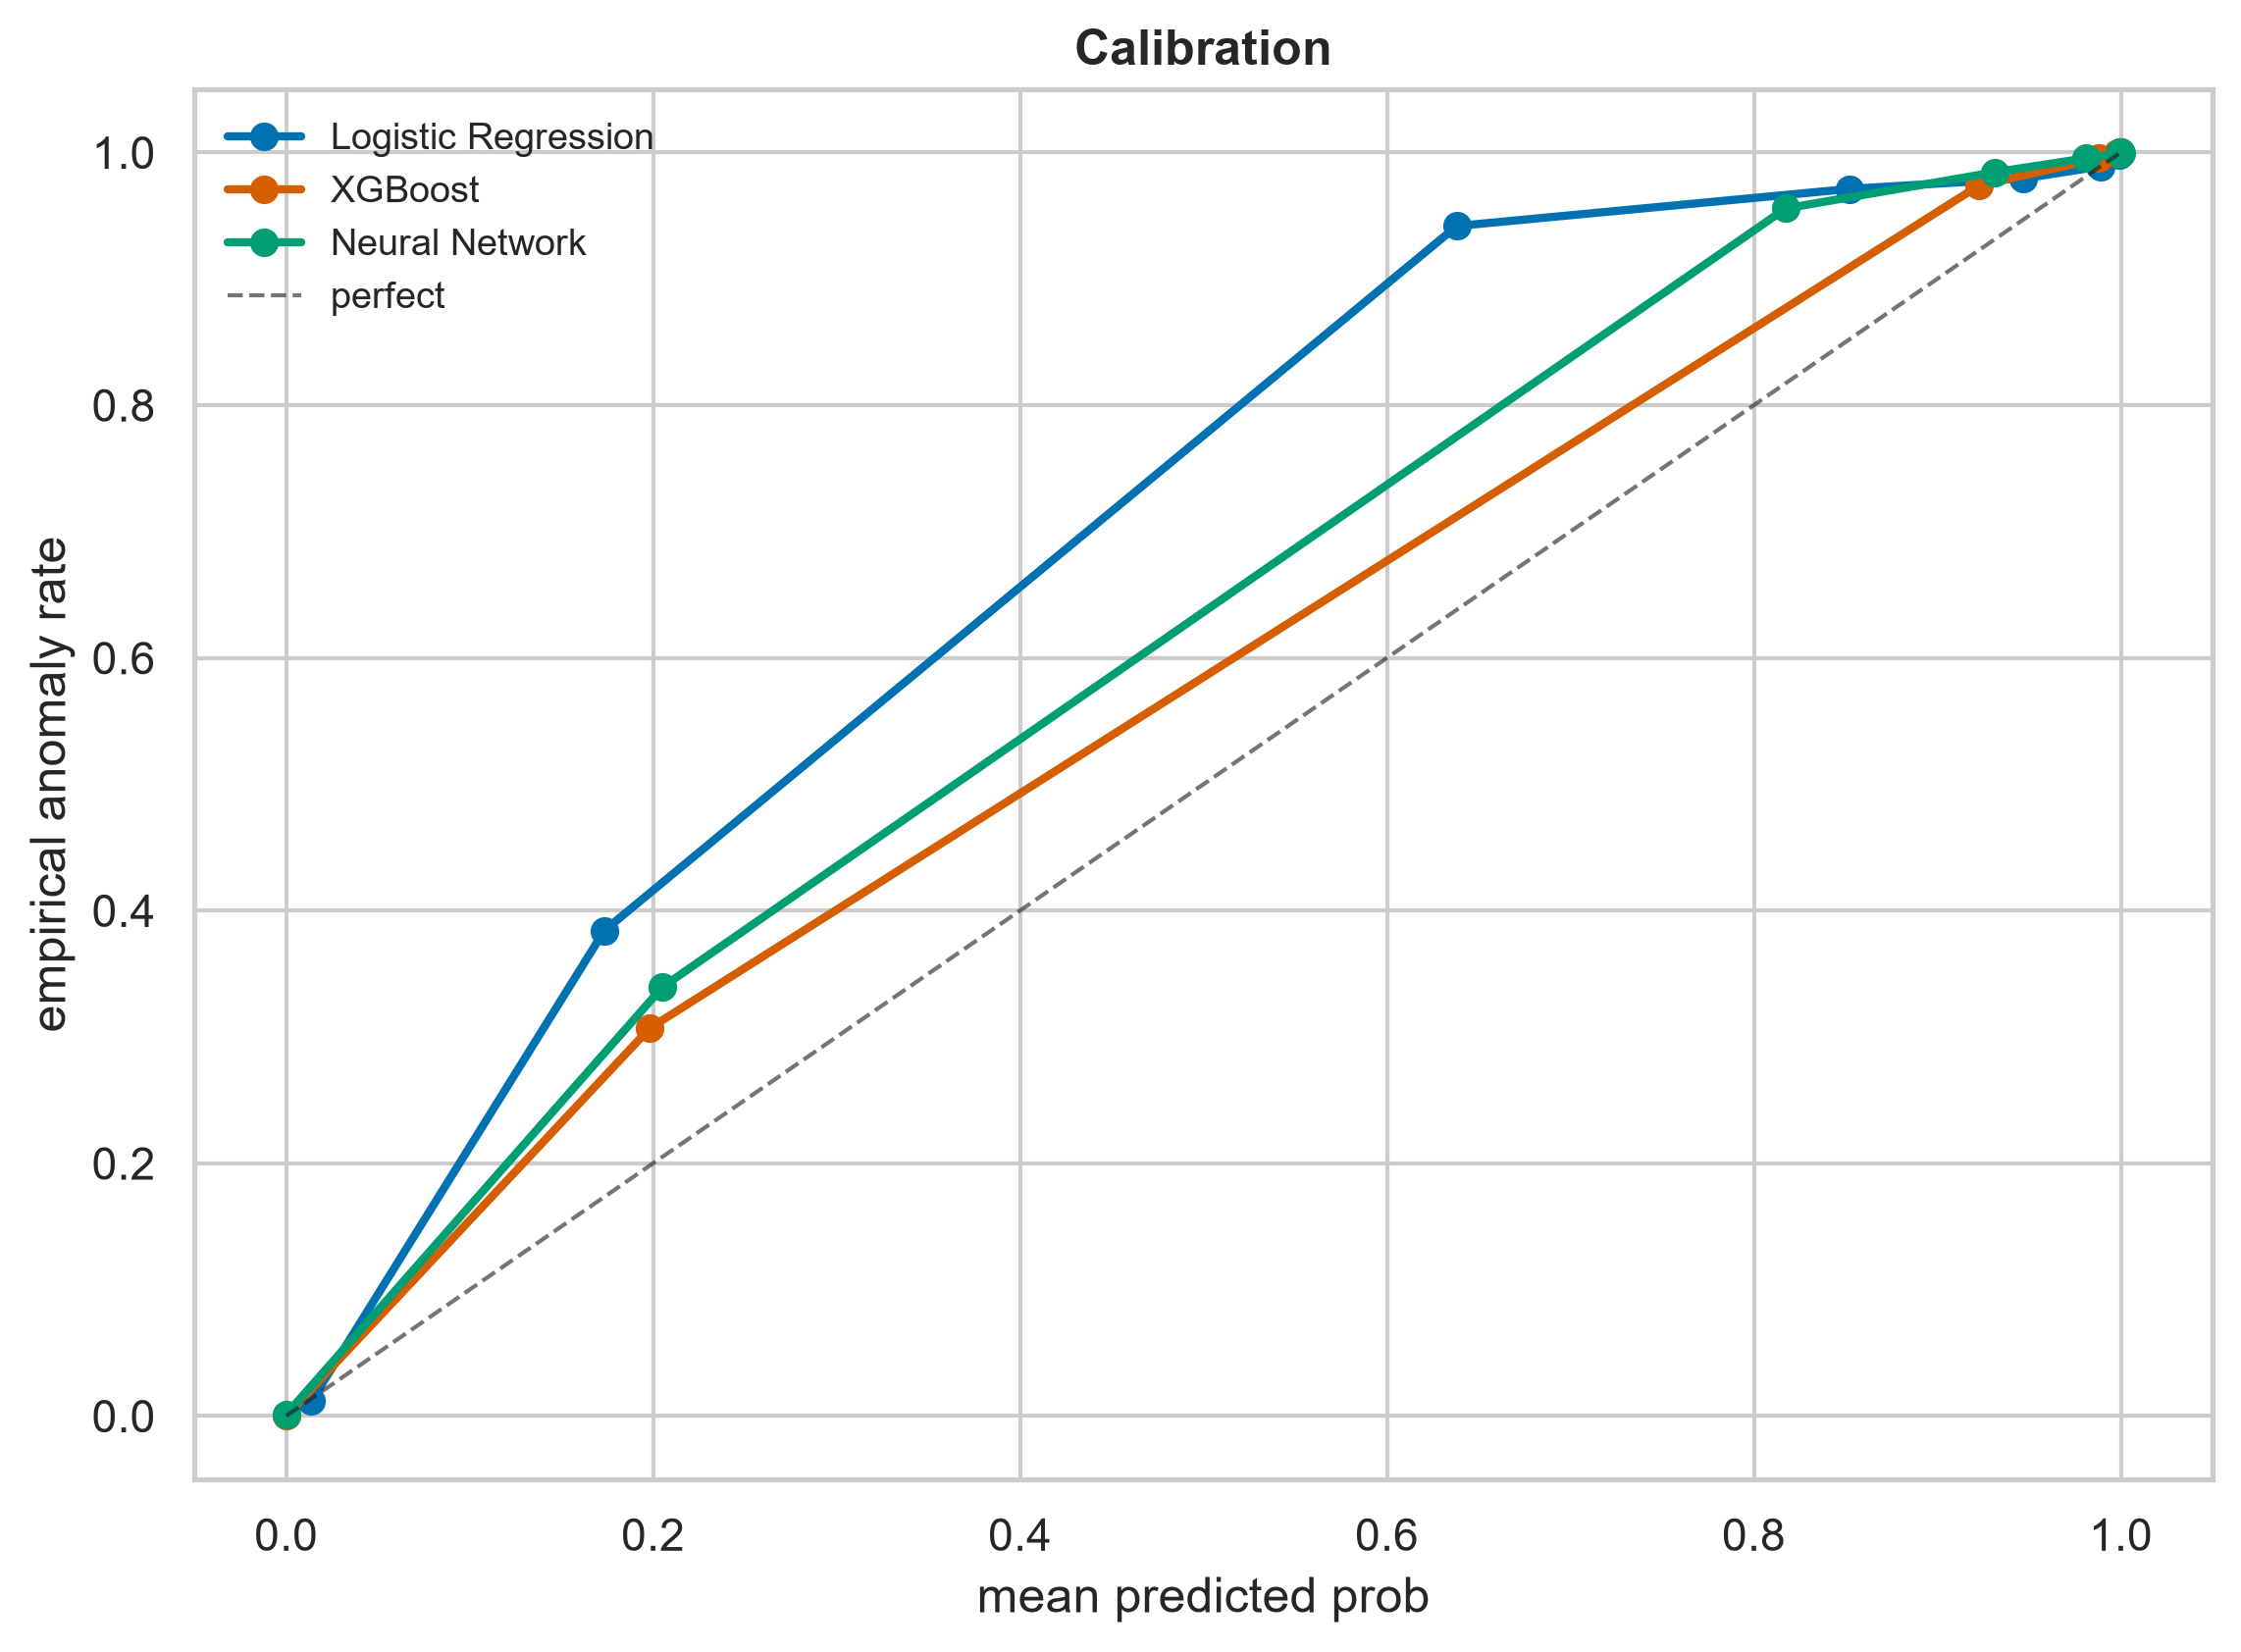 Calibration
Logistic Regression
XGBoost
Neural Network
perfect
1.0
0.8
0.6
0.4
0.2
0.0
empirical anomaly rate
0.0 0.2 0.4 0.6 0.8 1.0
mean predicted prob